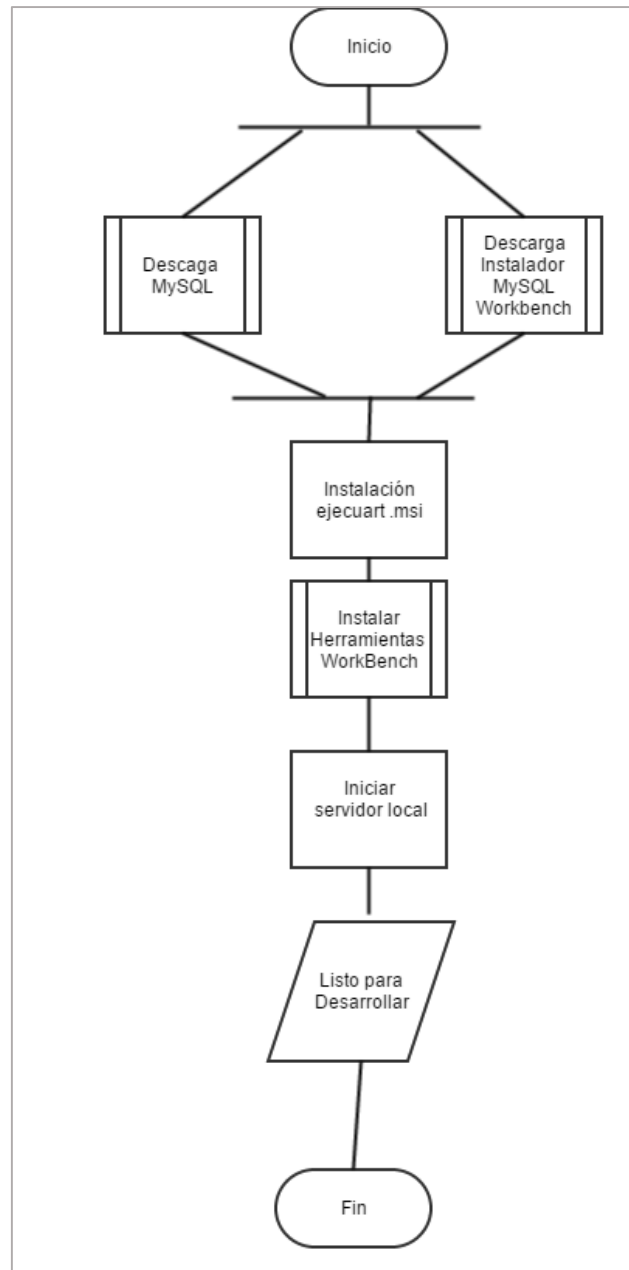 Inicio
Descaga
MySQL
Descarga
Instalador
MySQL
Workbench
Instalación
ejecuart .msi
Instalar
Herramientas
WorkBench
Iniciar
servidor local
Listo para
Desarrollar
Fin